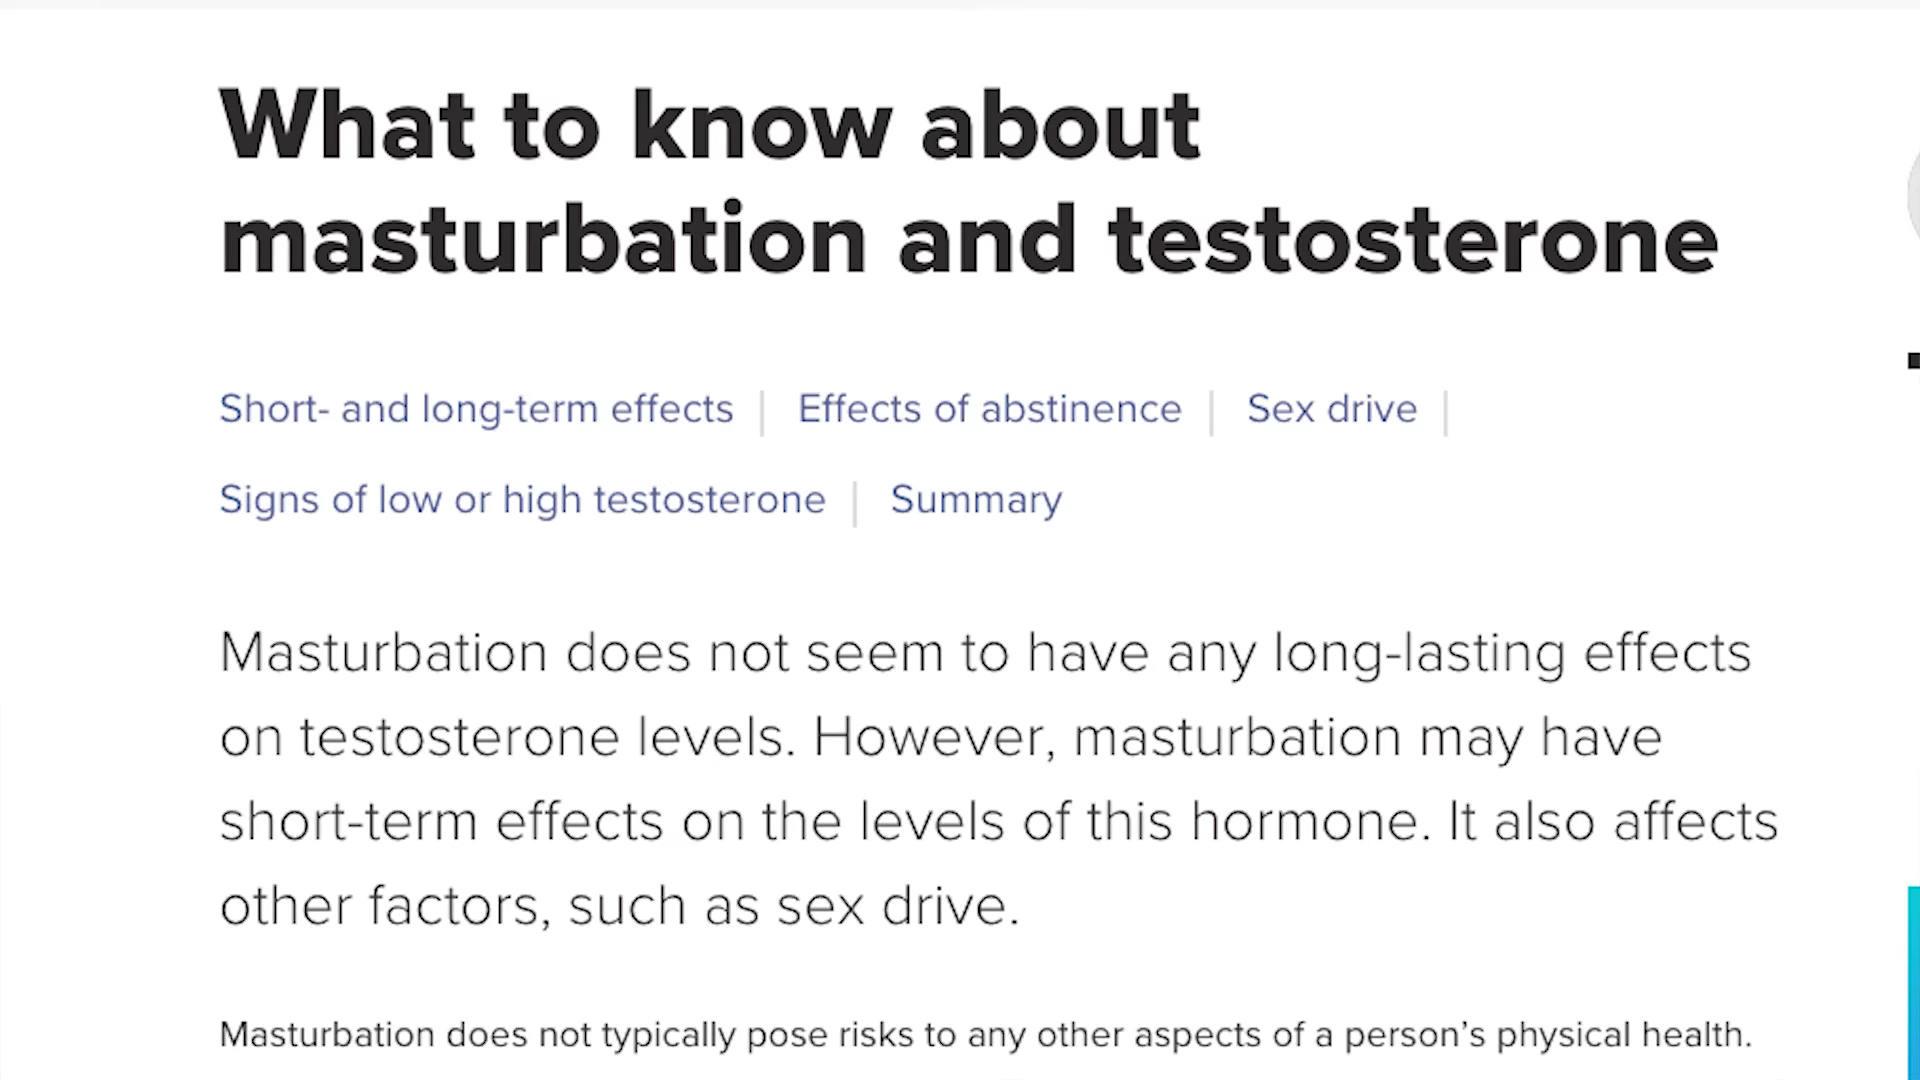 What to know about
masturbation and testosterone
Short- and long-term effects | Effects of abstinence | Sex drive |
Signs of low or high testosterone | Summary
Masturbation does not seem to have any long-lasting effects
on testosterone levels. However, masturbation may have
short-term effects on the levels of this hormone. It also affects
other factors, such as sex drive.
Masturbation does not typically pose risks to any other aspects of a person’s physical health.